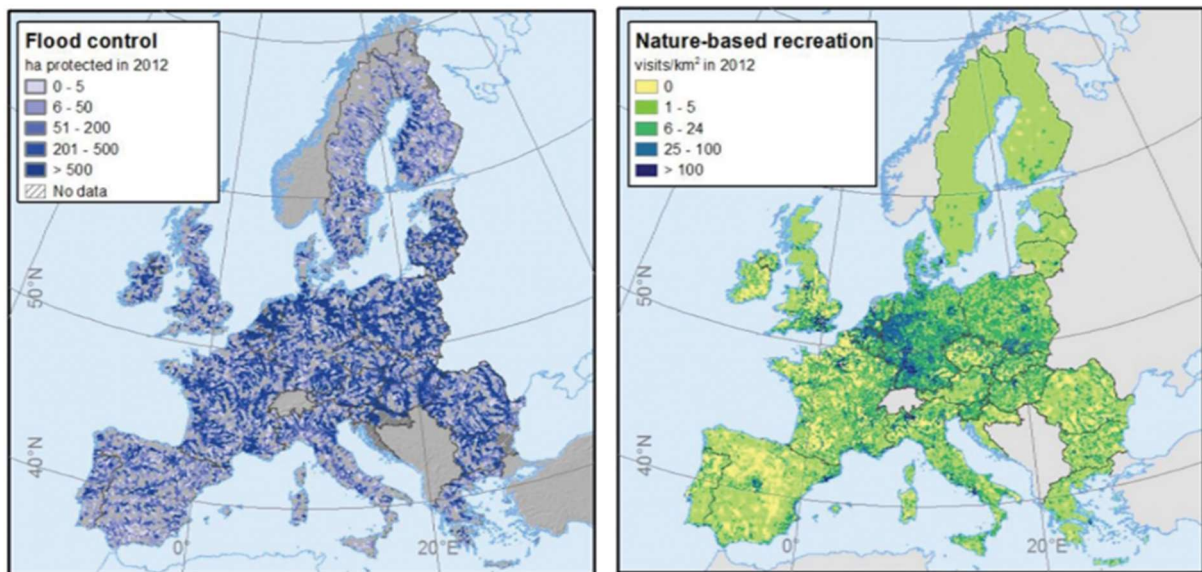 Flood control
ha protected in 2012
0 - 5
6 - 50
51 - 200
201 - 500
> 500
No data
50°N
40°N
0°
20°E
Nature-based recreation
visits/km² in 2012
0
1 - 5
6 - 24
25 - 100
> 100
50°N
40°N
0°
20°E